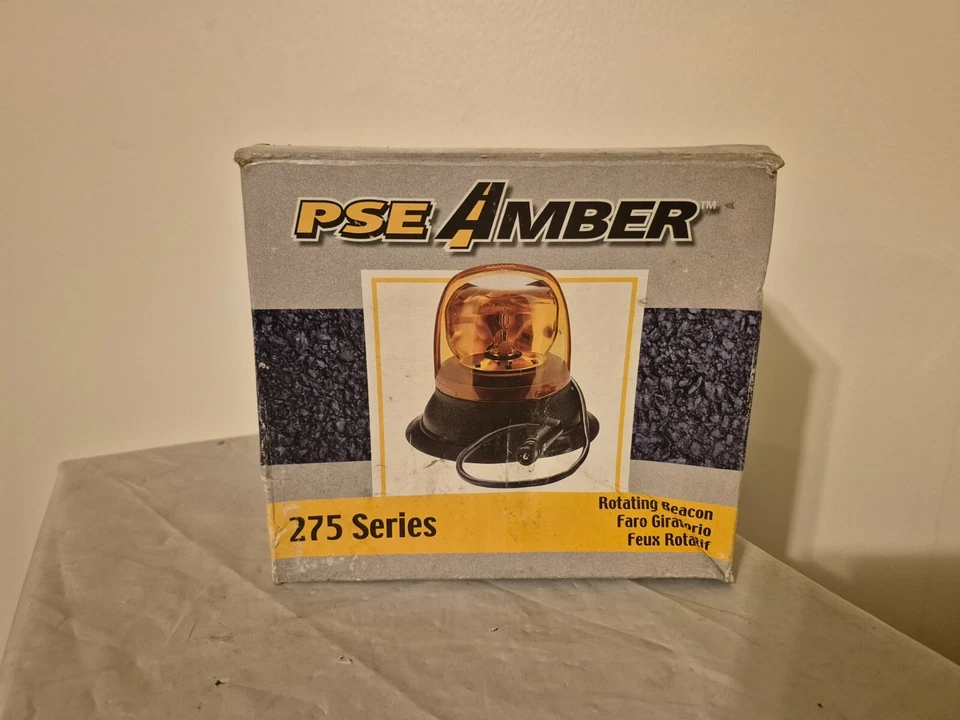 PSE AMBER™
275 Series
Rotating Beacon
Faro Giratorio
Feux Rotatif